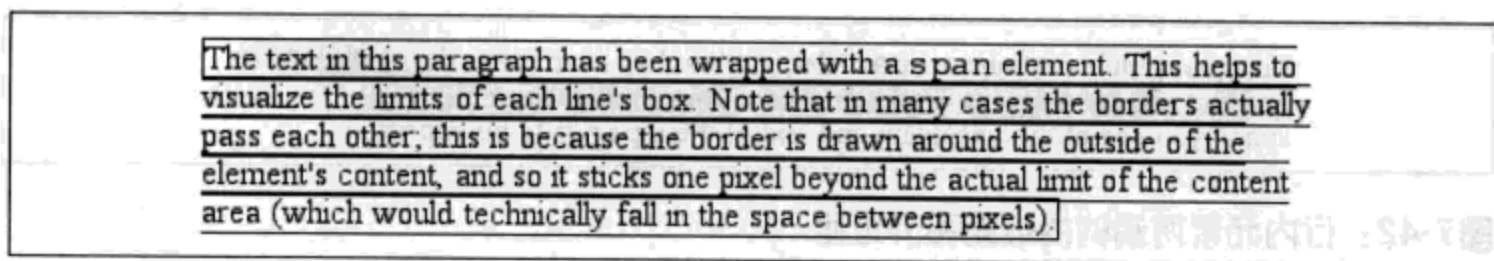 The text in this paragraph has been wrapped with a span element. This helps to
visualize the limits of each line's box. Note that in many cases the borders actually
pass each other; this is because the border is drawn around the outside of the
element's content, and so it sticks one pixel beyond the actual limit of the content
area (which would technically fall in the space between pixels).